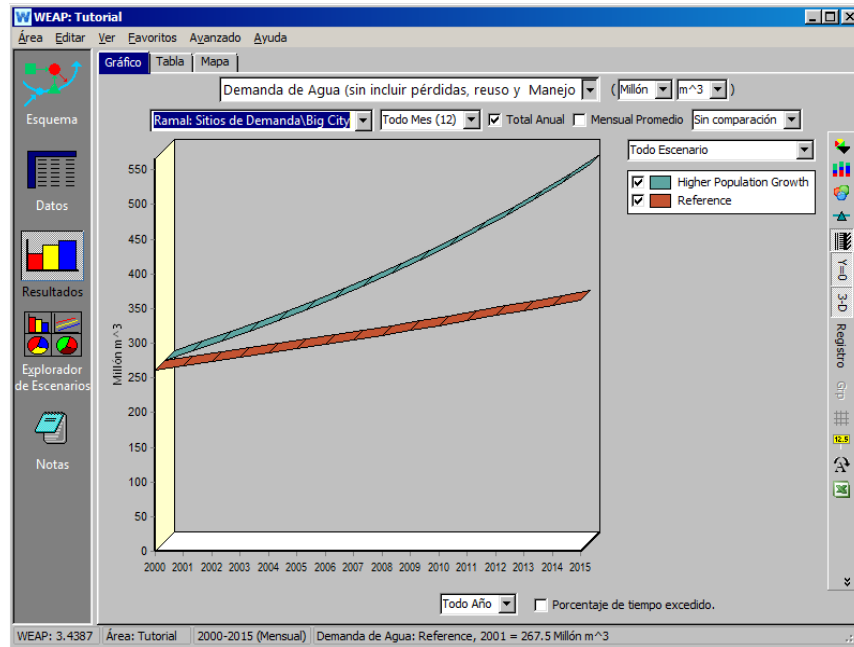 WEAP: Tutorial
Área Editar Ver Favoritos Avanzado Ayuda
Gráfico Tabla Mapa
Demanda de Agua (sin incluir pérdidas, reuso y Manejo ( Millón m^3 )
Ramal: Sitios de Demanda\Big City Todo Mes (12) Total Anual Mensual Promedio Sin comparación
Todo Escenario
Higher Population Growth
Reference
Esquema
Datos
Resultados
Explorador
de Escenarios
Notas
Millón m^3
550
500
450
400
350
300
250
200
150
100
50
0
2000 2001 2002 2003 2004 2005 2006 2007 2008 2009 2010 2011 2012 2013 2014 2015
Y=0
3-D
Registro
Grp
12.5
A
Todo Año Porcentaje de tiempo excedido.
WEAP: 3.4387 Área: Tutorial 2000-2015 (Mensual) Demanda de Agua: Reference, 2001 = 267.5 Millón m^3